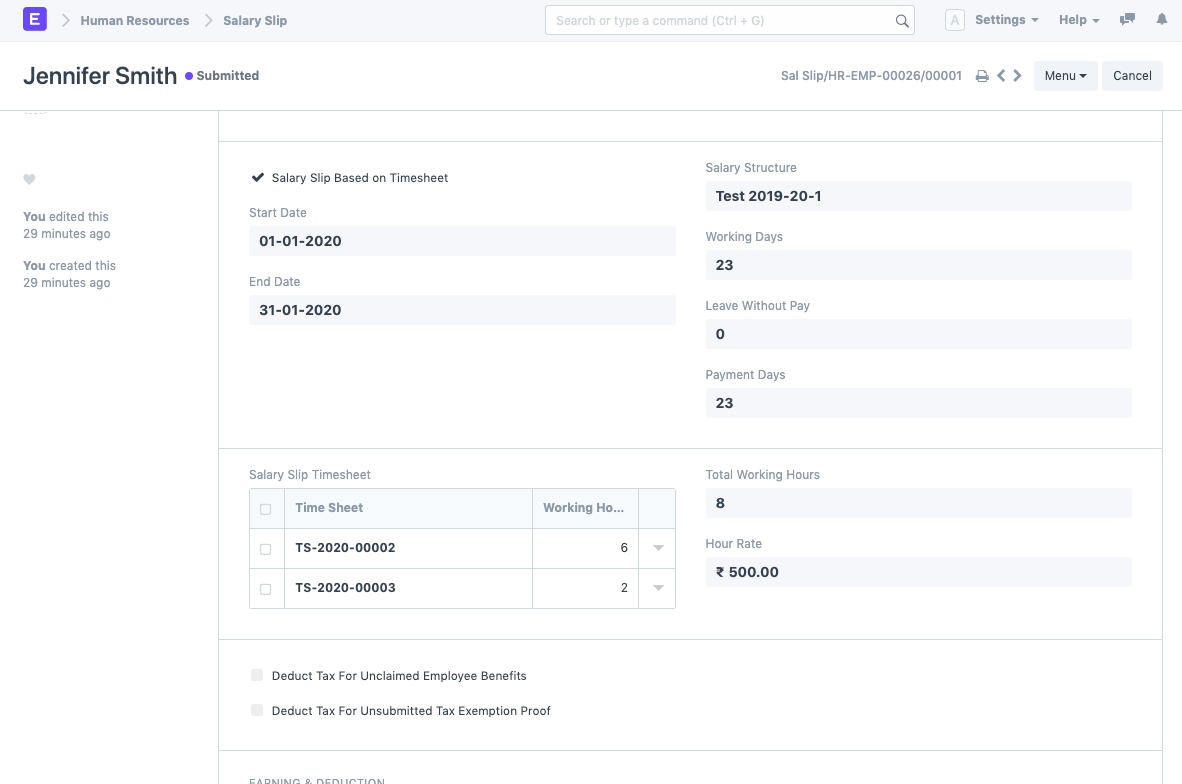 E Human Resources Salary Slip Search or type a command (Ctrl + G) A Settings Help
Jennifer Smith Submitted Sal Slip/HR-EMP-00026/00001 Menu Cancel
You edited this
29 minutes ago
You created this
29 minutes ago
Salary Slip Based on Timesheet
Start Date
01-01-2020
End Date
31-01-2020
Salary Structure
Test 2019-20-1
Working Days
23
Leave Without Pay
0
Payment Days
23
Salary Slip Timesheet
Time Sheet Working Ho...
TS-2020-00002 6
TS-2020-00003 2
Total Working Hours
8
Hour Rate
₹ 500.00
Deduct Tax For Unclaimed Employee Benefits
Deduct Tax For Unsubmitted Tax Exemption Proof
EARNING & DEDUCTION